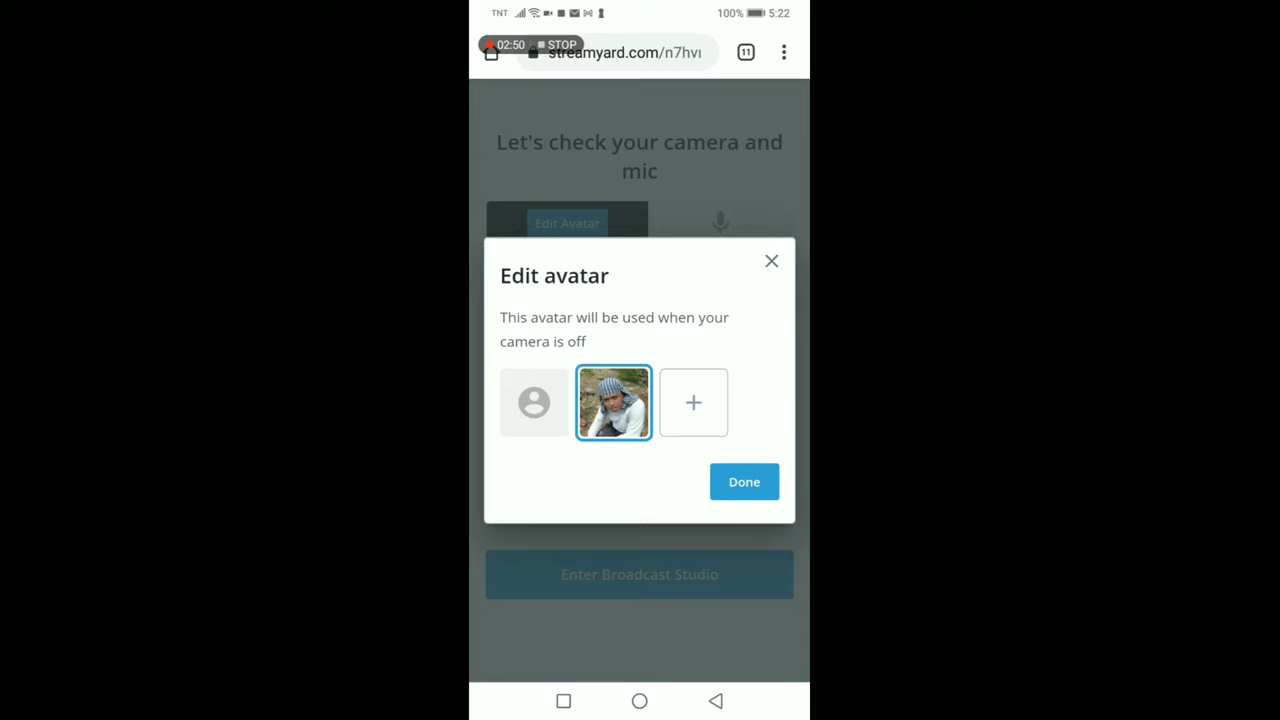 TNT 100% 5:22
02:50 STOP
streamyard.com/n7hv 11
Let's check your camera and
mic
Edit Avatar
Edit avatar
This avatar will be used when your
camera is off
Done
Enter Broadcast Studio